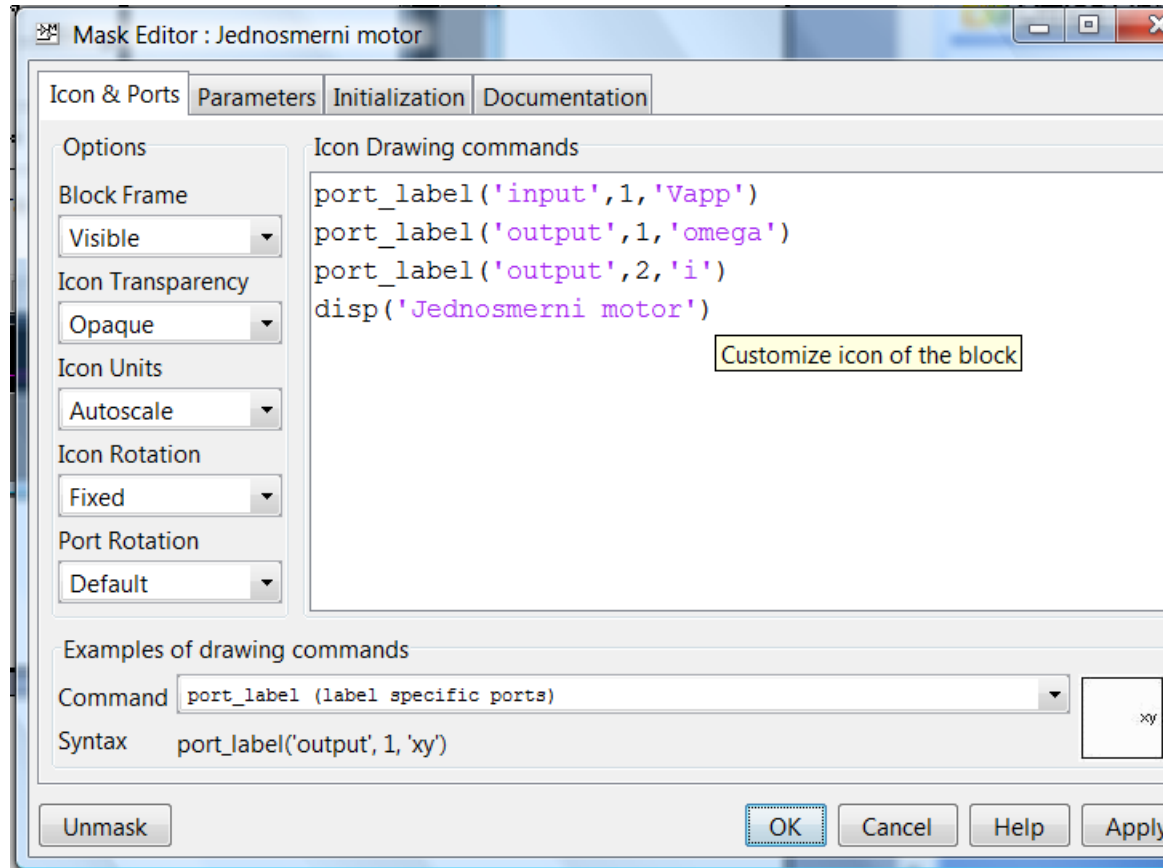 Mask Editor : Jednosmerni motor
Icon & Ports Parameters Initialization Documentation
Options
Block Frame
Visible
Icon Transparency
Opaque
Icon Units
Autoscale
Icon Rotation
Fixed
Port Rotation
Default
Icon Drawing commands
port_label('input',1,'Vapp')
port_label('output',1,'omega')
port_label('output',2,'i')
disp('Jednosmerni motor')
Customize icon of the block
Examples of drawing commands
Command port_label (label specific ports)
xy
Syntax port_label('output', 1, 'xy')
Unmask OK Cancel Help Apply